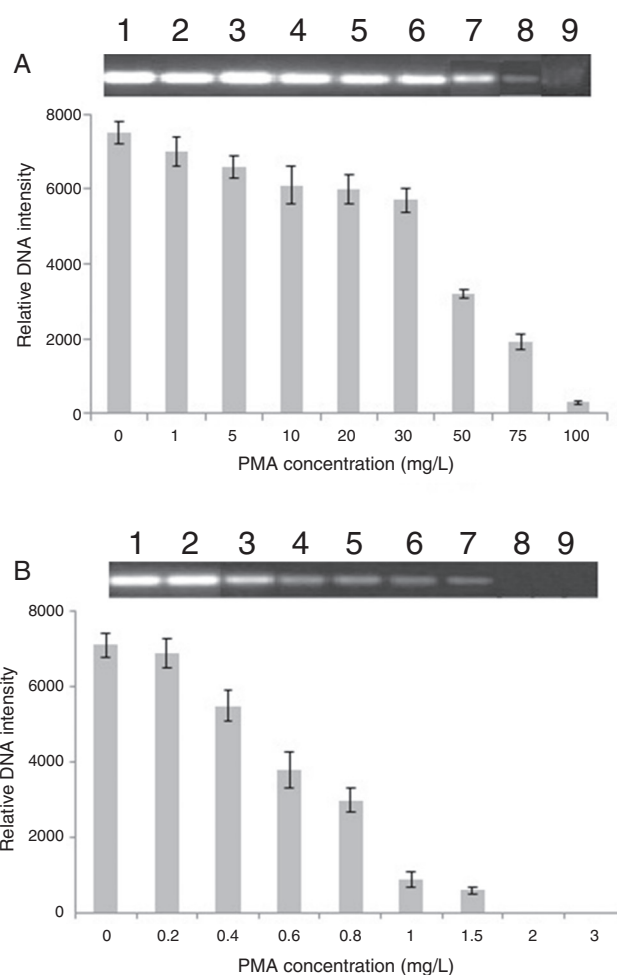 1 2 3 4 5 6 7 8 9
A
8000
6000
4000
2000
0
Relative DNA intensity
0 1 5 10 20 30 50 75 100
PMA concentration (mg/L)
1 2 3 4 5 6 7 8 9
B
8000
6000
4000
2000
0
Relative DNA intensity
0 0.2 0.4 0.6 0.8 1 1.5 2 3
PMA concentration (mg/L)